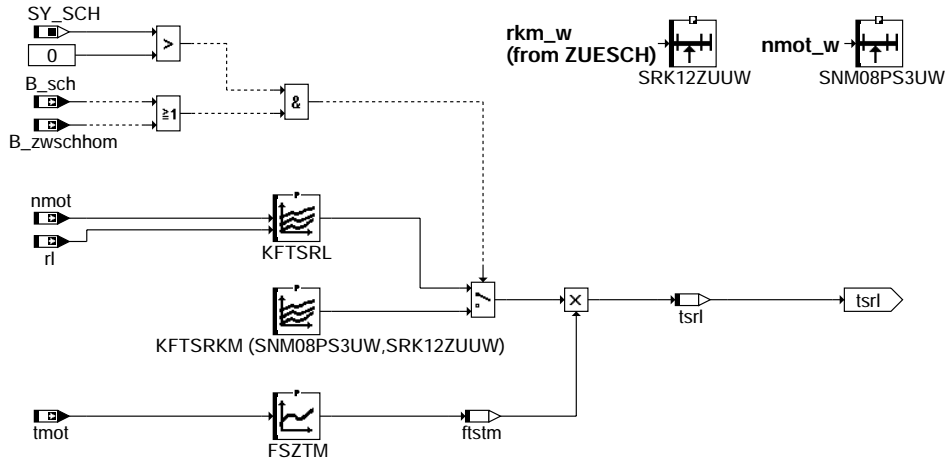 SY_SCH
>
0
rkm_w
(from ZUESCH)
P
SRK12ZUUW
nmot_w
P
SNM08PS3UW
B_sch
≥1
&
B_zwschhom
nmot
rl
P
KFTSRL
P
KFTSRKM (SNM08PS3UW,SRK12ZUUW)
×
tsrl
tsrl
tmot
P
FSZTM
ftstm